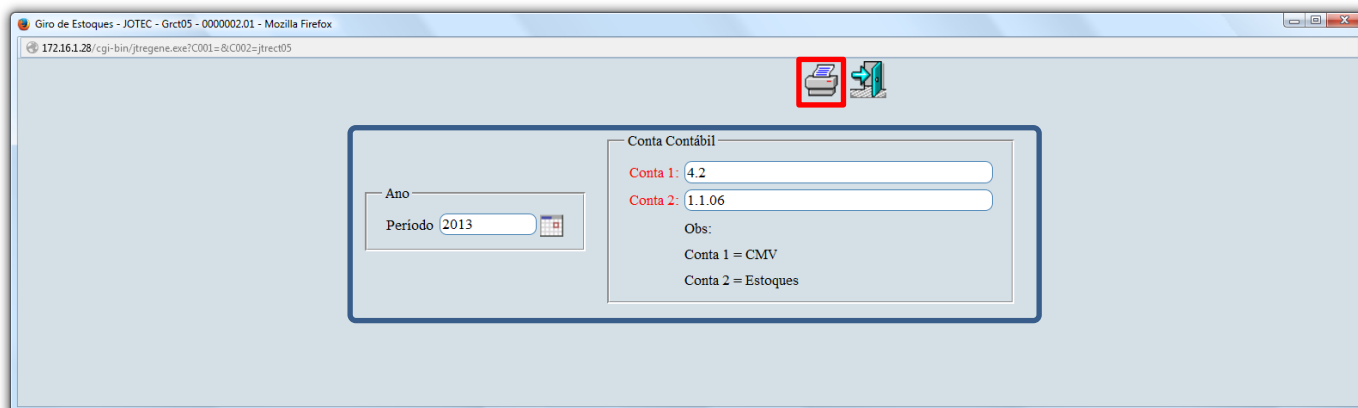 Giro de Estoques - JOTEC - Grct05 - 0000002.01 - Mozilla Firefox
172.16.1.28/cgi-bin/jtregene.exe?C001=&C002=jtrect05
Ano
Período 2013
Conta Contábil
Conta 1: 4.2
Conta 2: 1.1.06
Obs:
Conta 1 = CMV
Conta 2 = Estoques